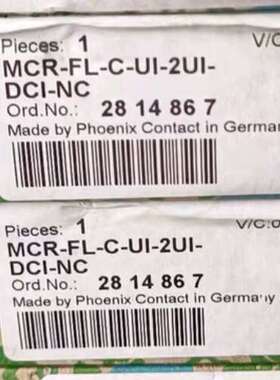 Pieces: 1
V/C
MCR-FL-C-UI-2UI-
DCI-NC
Ord.No.: 28 14 86 7
Made by Phoenix Contact in German
Pieces: 1
V/C:0
MCR-FL-C-UI-2UI-
DCI-NC
Ord.No.: 28 14 86 7
Made by Phoenix Contact in Germany